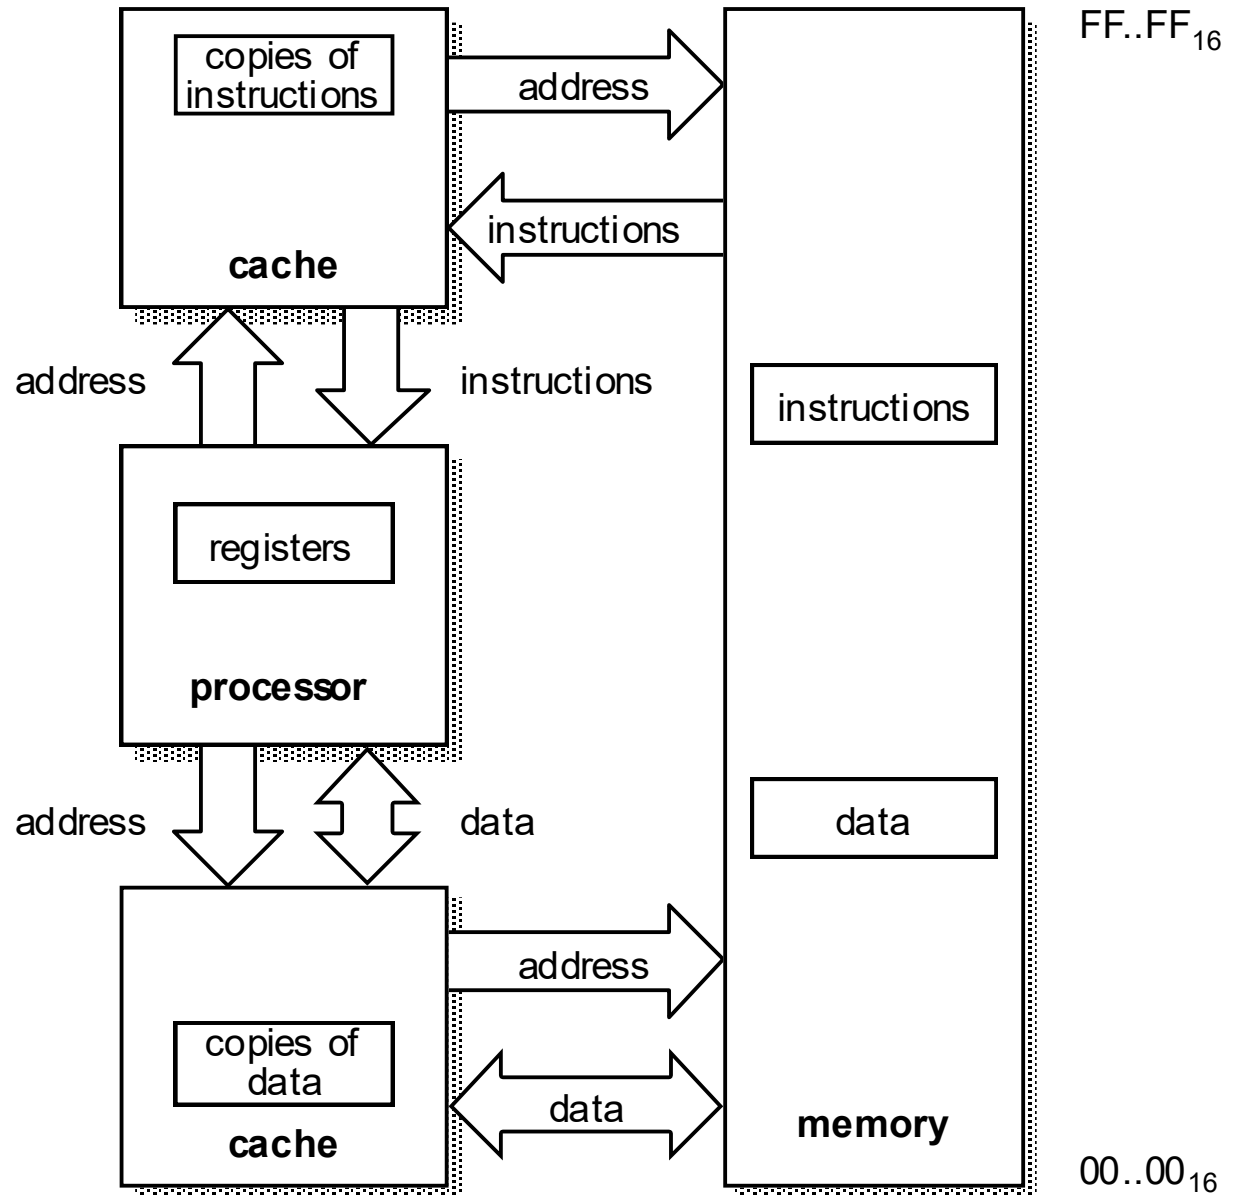 FF..FF₁₆
copies of
instructions
address
instructions
cache
address
instructions
instructions
registers
processor
address
data
data
address
copies of
data
cache
data
memory
00..00₁₆